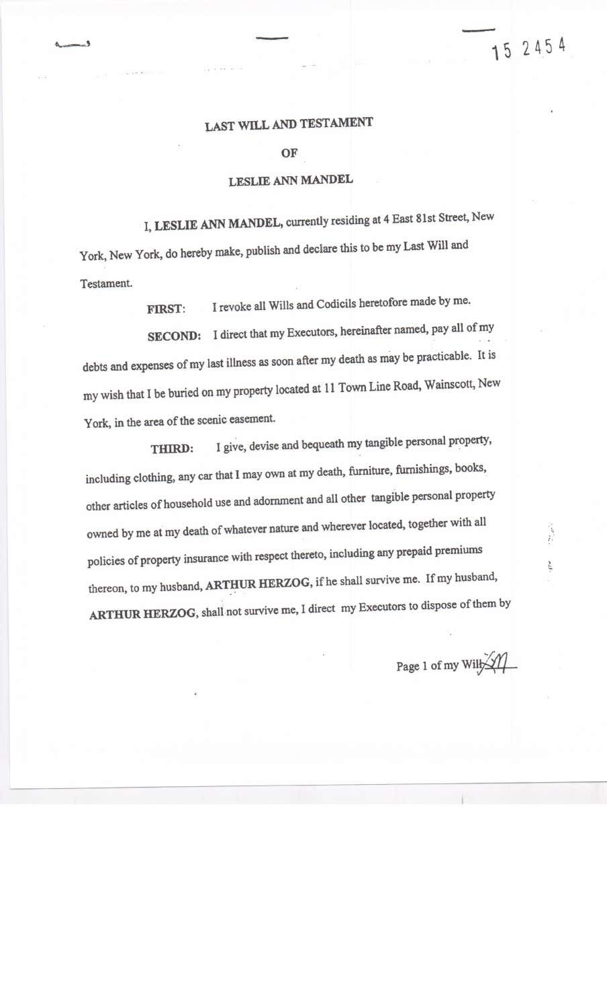 15 2454
LAST WILL AND TESTAMENT
OF
LESLIE ANN MANDEL
I, LESLIE ANN MANDEL, currently residing at 4 East 81st Street, New
York, New York, do hereby make, publish and declare this to be my Last Will and
Testament.
FIRST: I revoke all Wills and Codicils heretofore made by me.
SECOND: I direct that my Executors, hereinafter named, pay all of my
debts and expenses of my last illness as soon after my death as may be practicable. It is
my wish that I be buried on my property located at 11 Town Line Road, Wainscott, New
York, in the area of the scenic easement.
THIRD: I give, devise and bequeath my tangible personal property,
including clothing, any car that I may own at my death, furniture, furnishings, books,
other articles of household use and adornment and all other tangible personal property
owned by me at my death of whatever nature and wherever located, together with all
policies of property insurance with respect thereto, including any prepaid premiums
thereon, to my husband, ARTHUR HERZOG, if he shall survive me. If my husband,
ARTHUR HERZOG, shall not survive me, I direct my Executors to dispose of them by
Page 1 of my Will